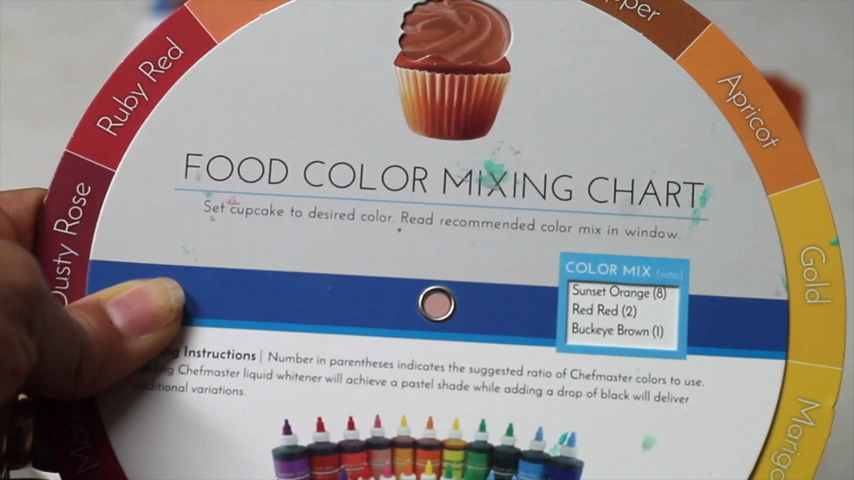 Ruby Red
Apricot
FOOD COLOR MIXING CHART
Set cupcake to desired color. Read recommended color mix in window.
Dusty Rose
Gold
COLOR MIX (ratio)
Sunset Orange (8)
Red Red (2)
Buckeye Brown (1)
Instructions | Number in parentheses indicates the suggested ratio of Chefmaster colors to use.
Chefmaster liquid whitener will achieve a pastel shade while adding a drop of black will deliver
additional variations.